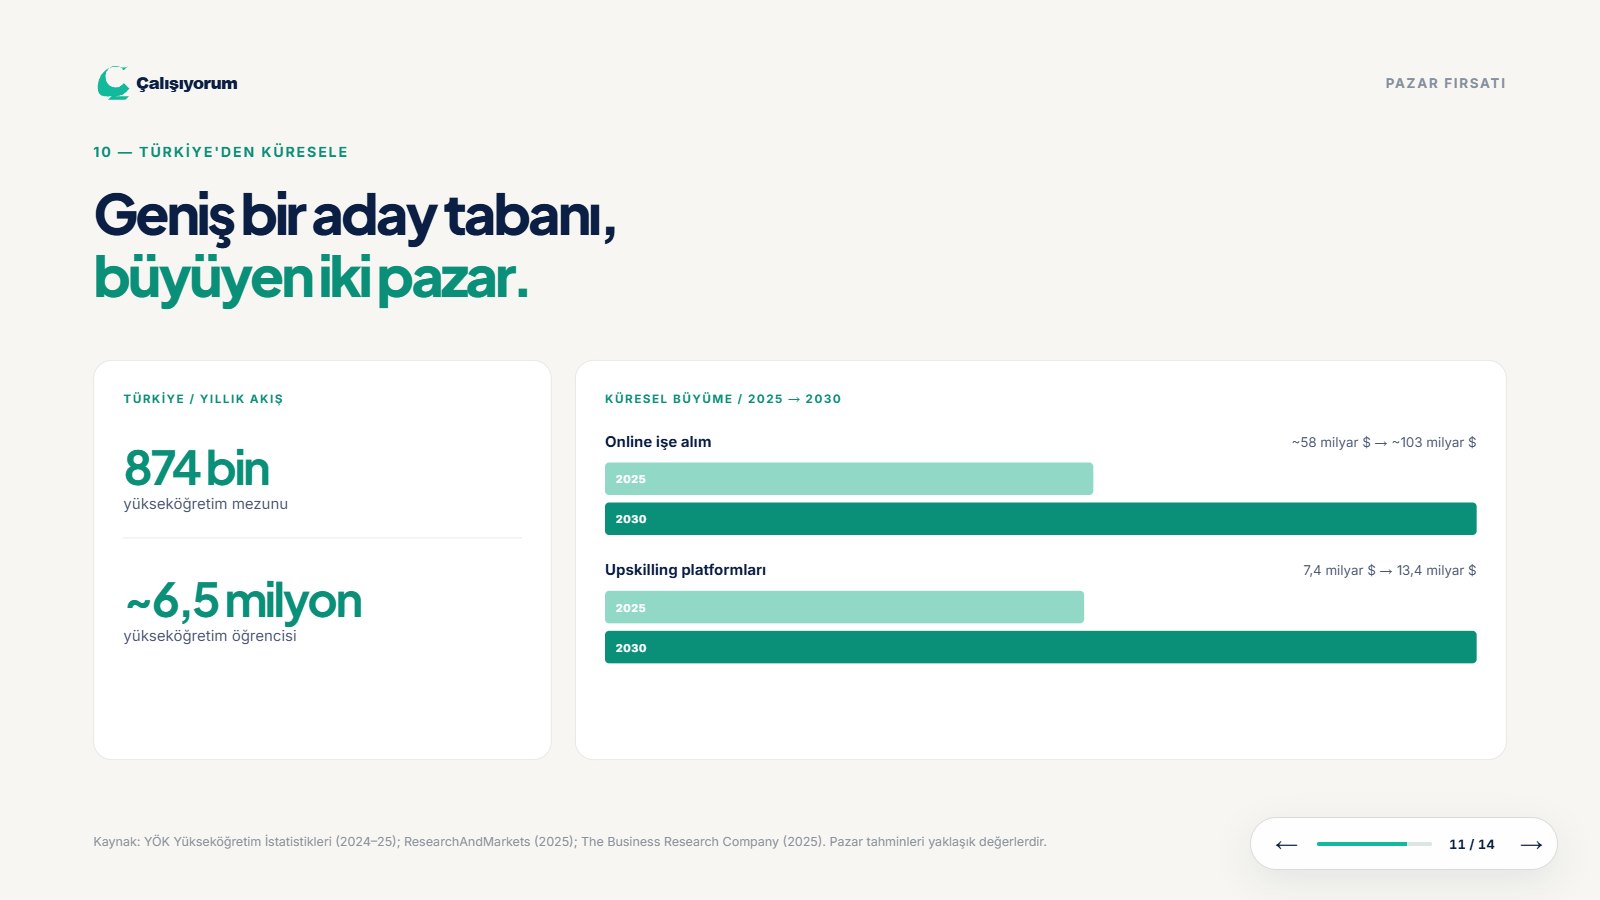 Çalışıyorum
PAZAR FIRSATI
10 — TÜRKİYE'DEN KÜRESELE
Geniş bir aday tabanı,
büyüyen iki pazar.
TÜRKİYE / YILLIK AKIŞ
874 bin
yükseköğretim mezunu
~6,5 milyon
yükseköğretim öğrencisi
KÜRESEL BÜYÜME / 2025 → 2030
Online işe alım
~58 milyar $ → ~103 milyar $
2025
2030
Upskilling platformları
7,4 milyar $ → 13,4 milyar $
2025
2030
Kaynak: YÖK Yükseköğretim İstatistikleri (2024–25); ResearchAndMarkets (2025); The Business Research Company (2025). Pazar tahminleri yaklaşık değerlerdir.
← 11 / 14 →